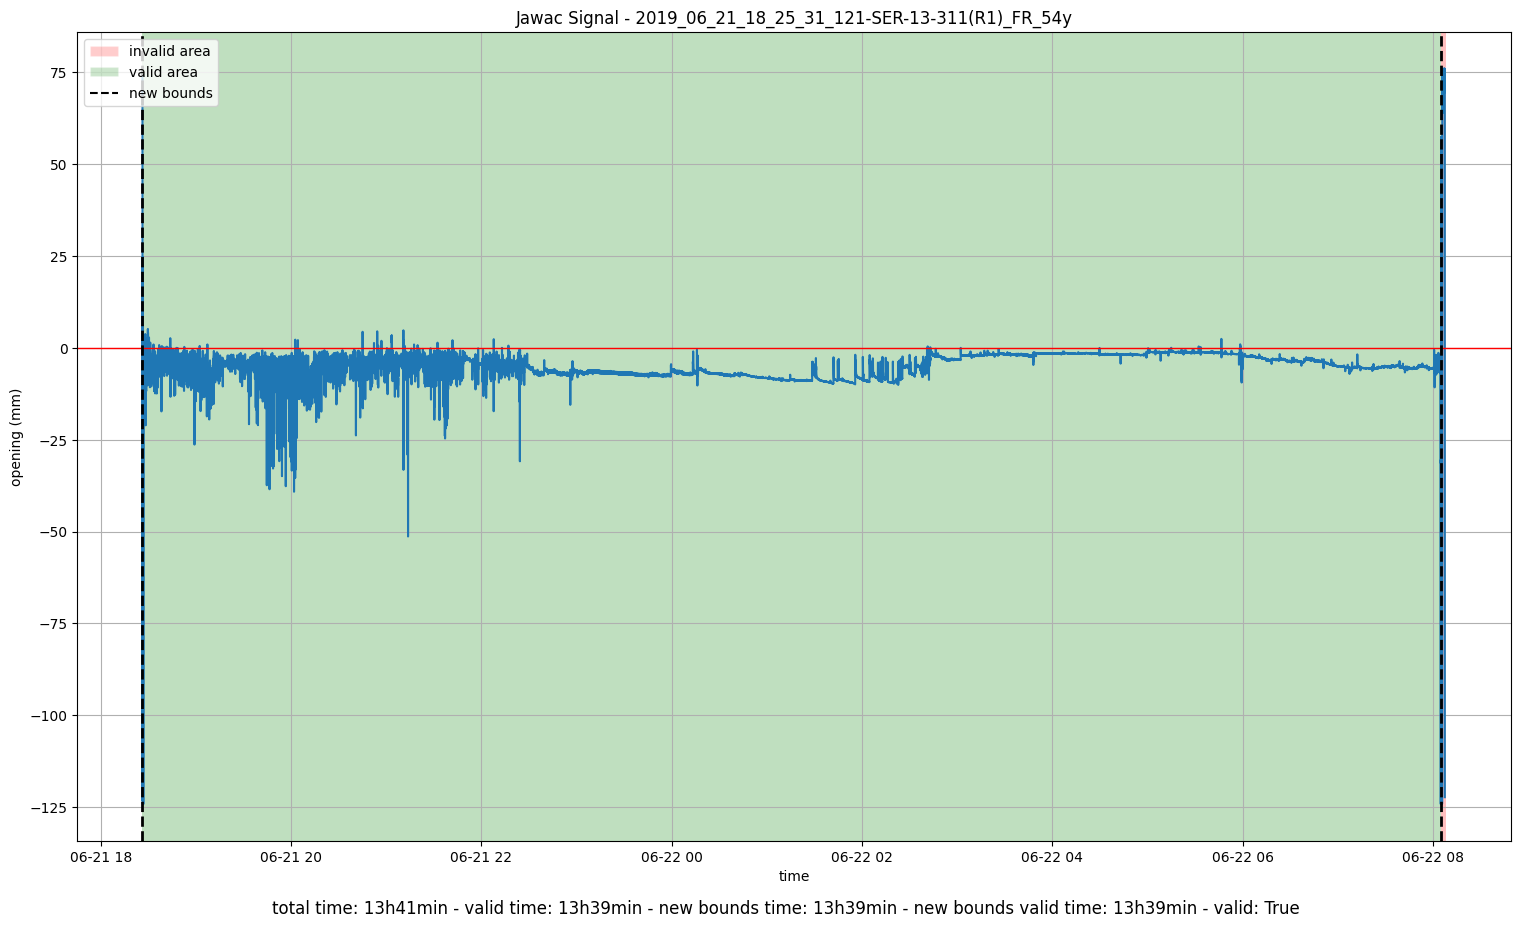 Jawac Signal - 2019_06_21_18_25_31_121-SER-13-311(R1)_FR_54y
invalid area
valid area
new bounds
75
50
25
0
−25
−50
−75
−100
−125
opening (mm)
06-21 18
06-21 20
06-21 22
06-22 00
06-22 02
06-22 04
06-22 06
06-22 08
time
total time: 13h41min - valid time: 13h39min - new bounds time: 13h39min - new bounds valid time: 13h39min - valid: True